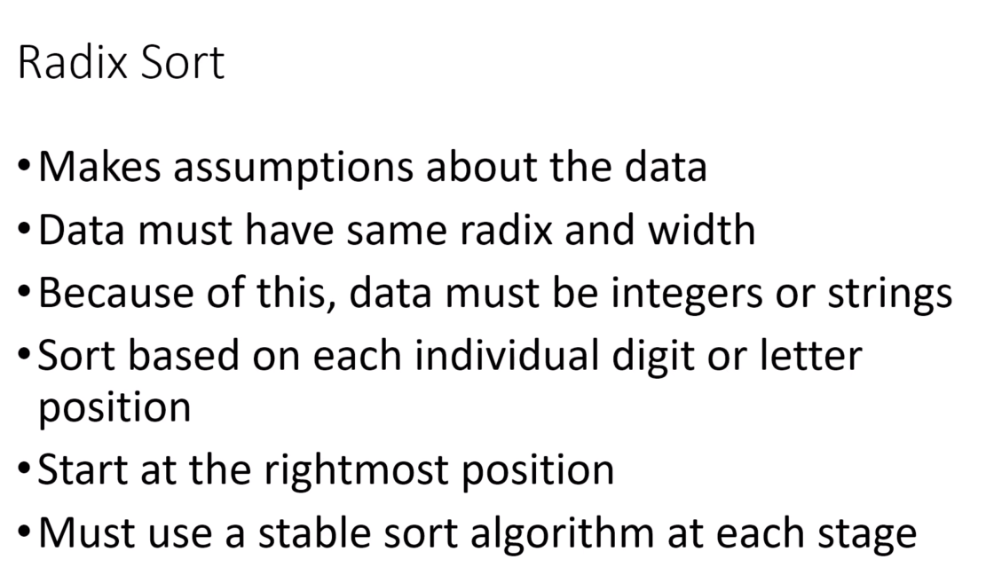 Radix Sort
•Makes assumptions about the data
•Data must have same radix and width
•Because of this, data must be integers or strings
•Sort based on each individual digit or letter
position
•Start at the rightmost position
•Must use a stable sort algorithm at each stage